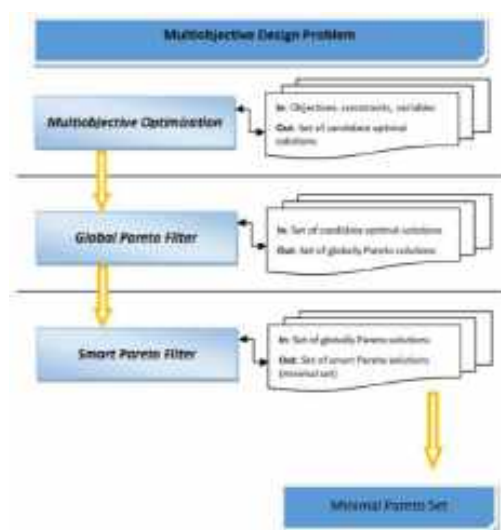 Multiobjective Design Problem
Multiobjective Optimization
In: Objectives, constraints, variables
Out: Set of candidate optimal
solutions
Global Pareto Filter
In: Set of candidate optimal solutions
Out: Set of globally Pareto solutions
Smart Pareto Filter
In: Set of globally Pareto solutions
Out: Set of smart Pareto solutions
(minimal set)
Minimal Pareto Set